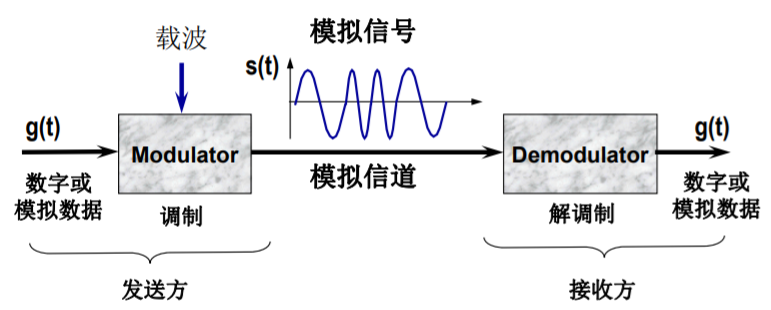 载波
模拟信号
s(t)
g(t)
Modulator
Demodulator
g(t)
数字或
模拟数据
调制
模拟信道
解调制
数字或
模拟数据
发送方
接收方